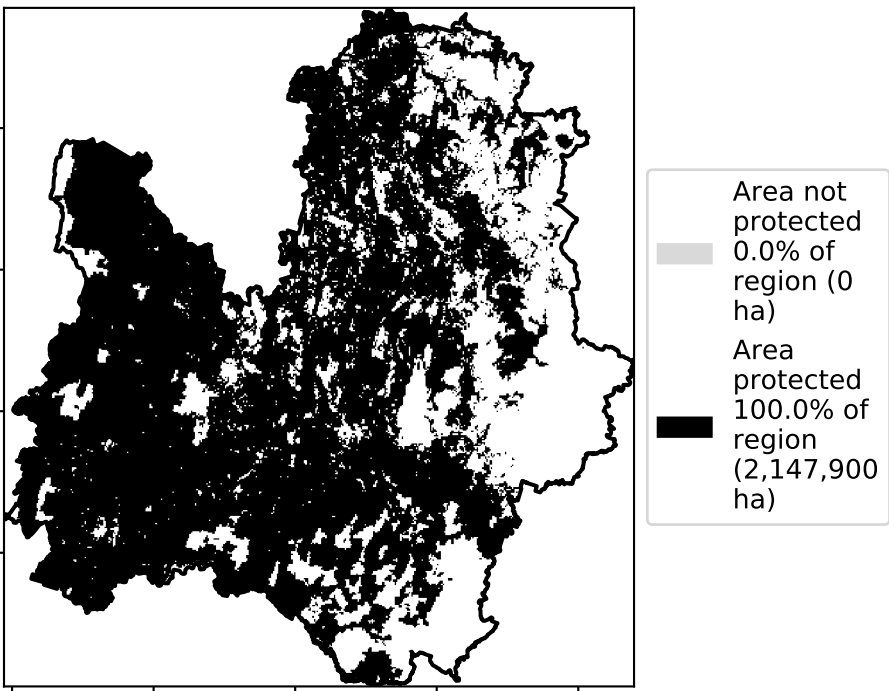 Area not
protected
0.0% of
region (0
ha)
Area
protected
100.0% of
region
(2,147,900
ha)